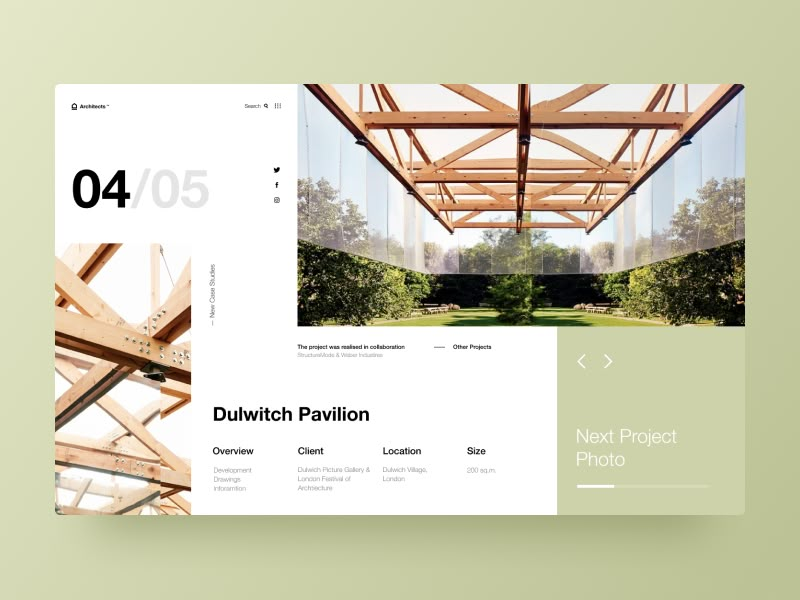 Architects™
Search
04/05
— New Case Studies
The project was realised in collaboration
StructureMode & Weber Industries
Other Projects
Dulwitch Pavilion
Overview
Development
Drawings
Inforamtion
Client
Dulwich Picture Gallery &
London Festival of
Architecture
Location
Dulwich Village,
London
Size
200 sq.m.
Next Project
Photo